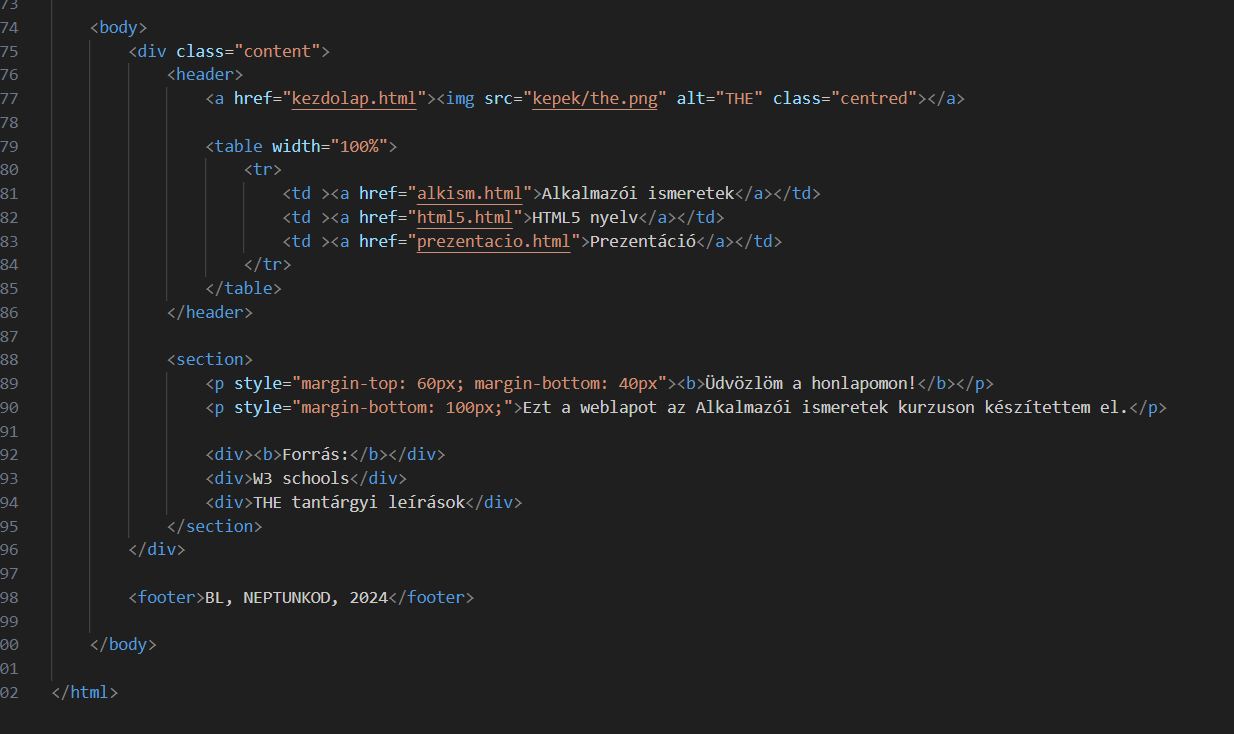 73
74 <body>
75 <div class="content">
76 <header>
77 <a href="kezdolap.html"><img src="kepek/the.png" alt="THE" class="centred"></a>
78
79 <table width="100%">
80 <tr>
81 <td ><a href="alkism.html">Alkalmazói ismeretek</a></td>
82 <td ><a href="html5.html">HTML5 nyelv</a></td>
83 <td ><a href="prezentacio.html">Prezentáció</a></td>
84 </tr>
85 </table>
86 </header>
87
88 <section>
89 <p style="margin-top: 60px; margin-bottom: 40px"><b>Üdvözlöm a honlapomon!</b></p>
90 <p style="margin-bottom: 100px;">Ezt a weblapot az Alkalmazói ismeretek kurzuson készítettem el.</p>
91
92 <div><b>Forrás:</b></div>
93 <div>W3 schools</div>
94 <div>THE tantárgyi leírások</div>
95 </section>
96 </div>
97
98 <footer>BL, NEPTUNKOD, 2024</footer>
99
00 </body>
01
02 </html>